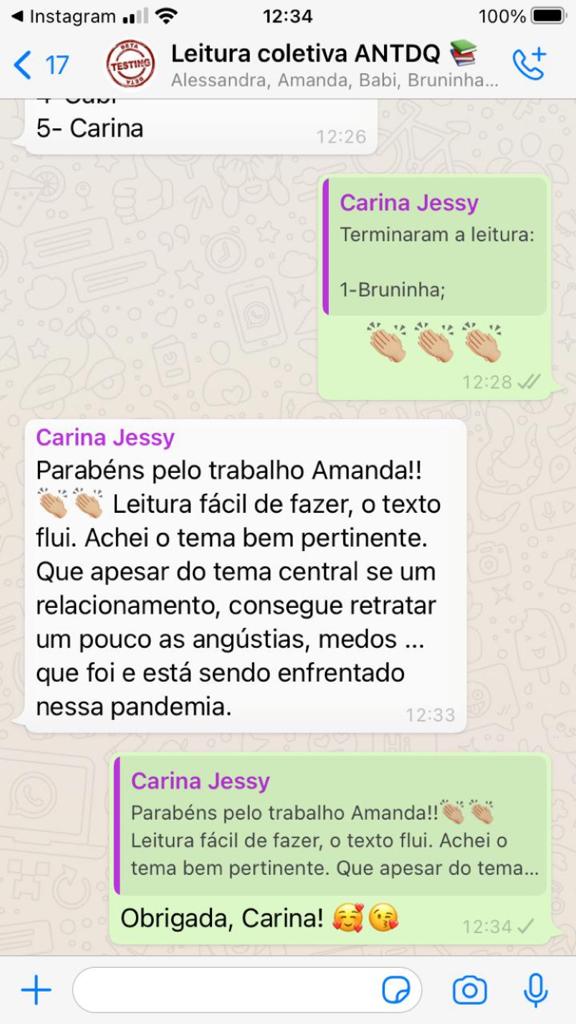 Instagram 12:34 100%
17 Leitura coletiva ANTDQ 📚
Alessandra, Amanda, Babi, Bruninha...
BETA
TESTING
BETA
5- Carina
12:26
Carina Jessy
Terminaram a leitura:
1-Bruninha;
👏🏼👏🏼👏🏼
12:28
Carina Jessy
Parabéns pelo trabalho Amanda!!
👏🏼👏🏼 Leitura fácil de fazer, o texto
flui. Achei o tema bem pertinente.
Que apesar do tema central se um
relacionamento, consegue retratar
um pouco as angústias, medos ...
que foi e está sendo enfrentado
nessa pandemia.
12:33
Carina Jessy
Parabéns pelo trabalho Amanda!!👏🏼👏🏼
Leitura fácil de fazer, o texto flui. Achei o
tema bem pertinente. Que apesar do tema...
Obrigada, Carina! 🥰😘
12:34